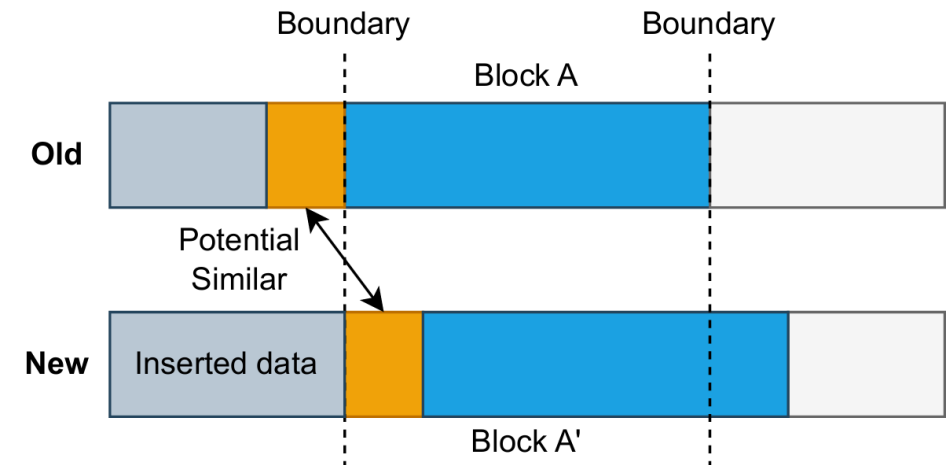 Boundary
Boundary
Block A
Old
Potential
Similar
New
Inserted data
Block A'